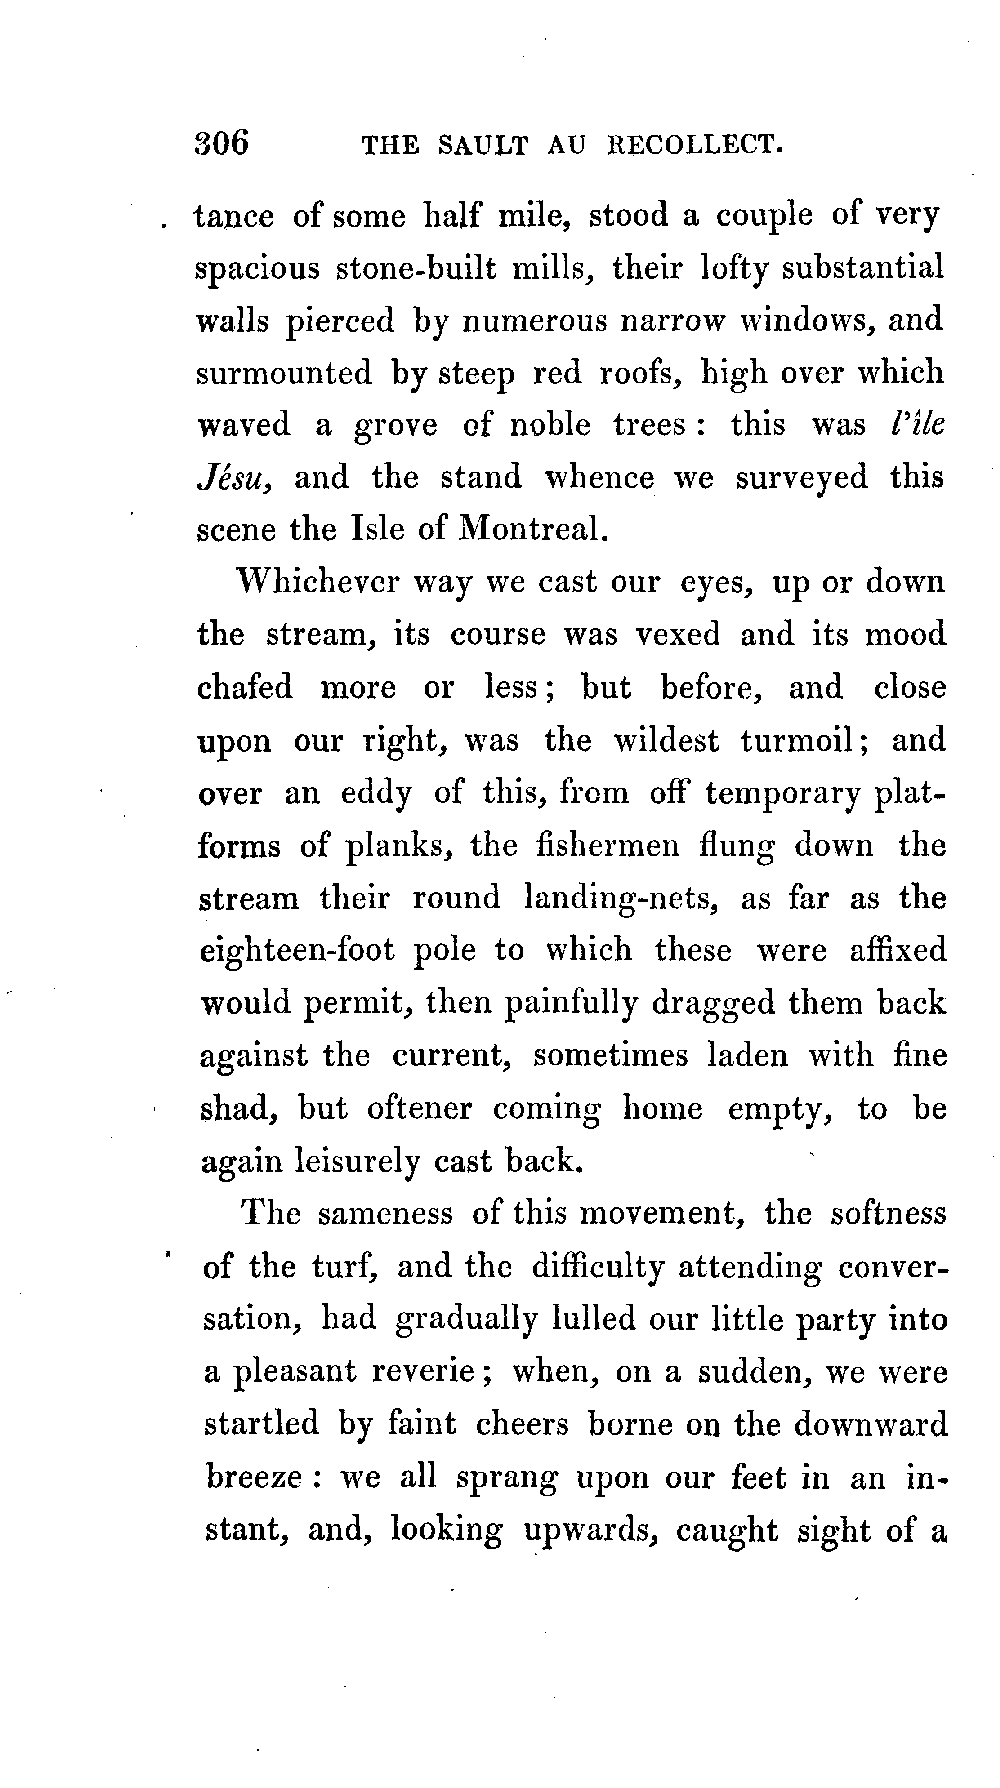 306 THE SAULT AU RECOLLECT.
tance of some half mile, stood a couple of very
spacious stone-built mills, their lofty substantial
walls pierced by numerous narrow windows, and
surmounted by steep red roofs, high over which
waved a grove of noble trees : this was l'île
Jésu, and the stand whence we surveyed this
scene the Isle of Montreal.
Whichever way we cast our eyes, up or down
the stream, its course was vexed and its mood
chafed more or less ; but before, and close
upon our right, was the wildest turmoil ; and
over an eddy of this, from off temporary plat-
forms of planks, the fishermen flung down the
stream their round landing-nets, as far as the
eighteen-foot pole to which these were affixed
would permit, then painfully dragged them back
against the current, sometimes laden with fine
shad, but oftener coming home empty, to be
again leisurely cast back.
The sameness of this movement, the softness
of the turf, and the difficulty attending conver-
sation, had gradually lulled our little party into
a pleasant reverie ; when, on a sudden, we were
startled by faint cheers borne on the downward
breeze : we all sprang upon our feet in an in-
stant, and, looking upwards, caught sight of a